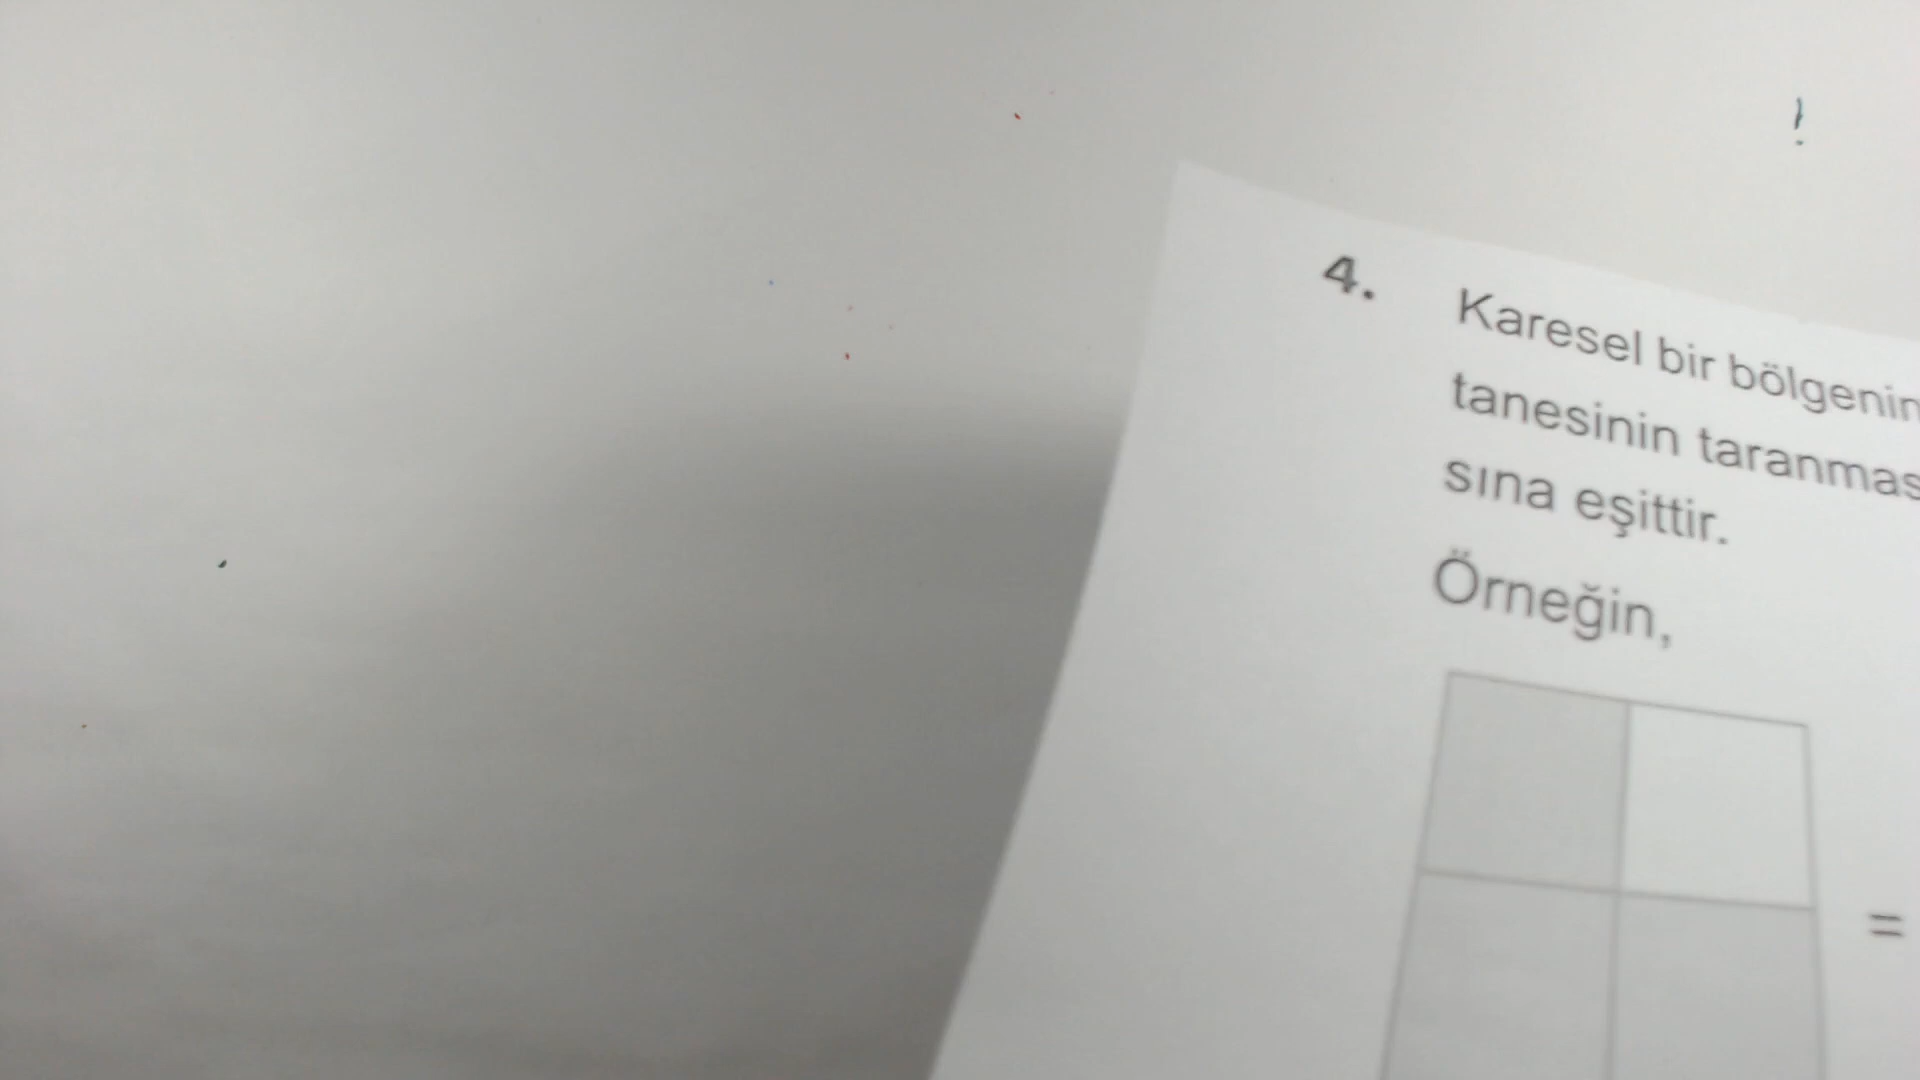 4. Karesel bir bölgenin
tanesinin taranmas
sına eşittir.
Örneğin,
=